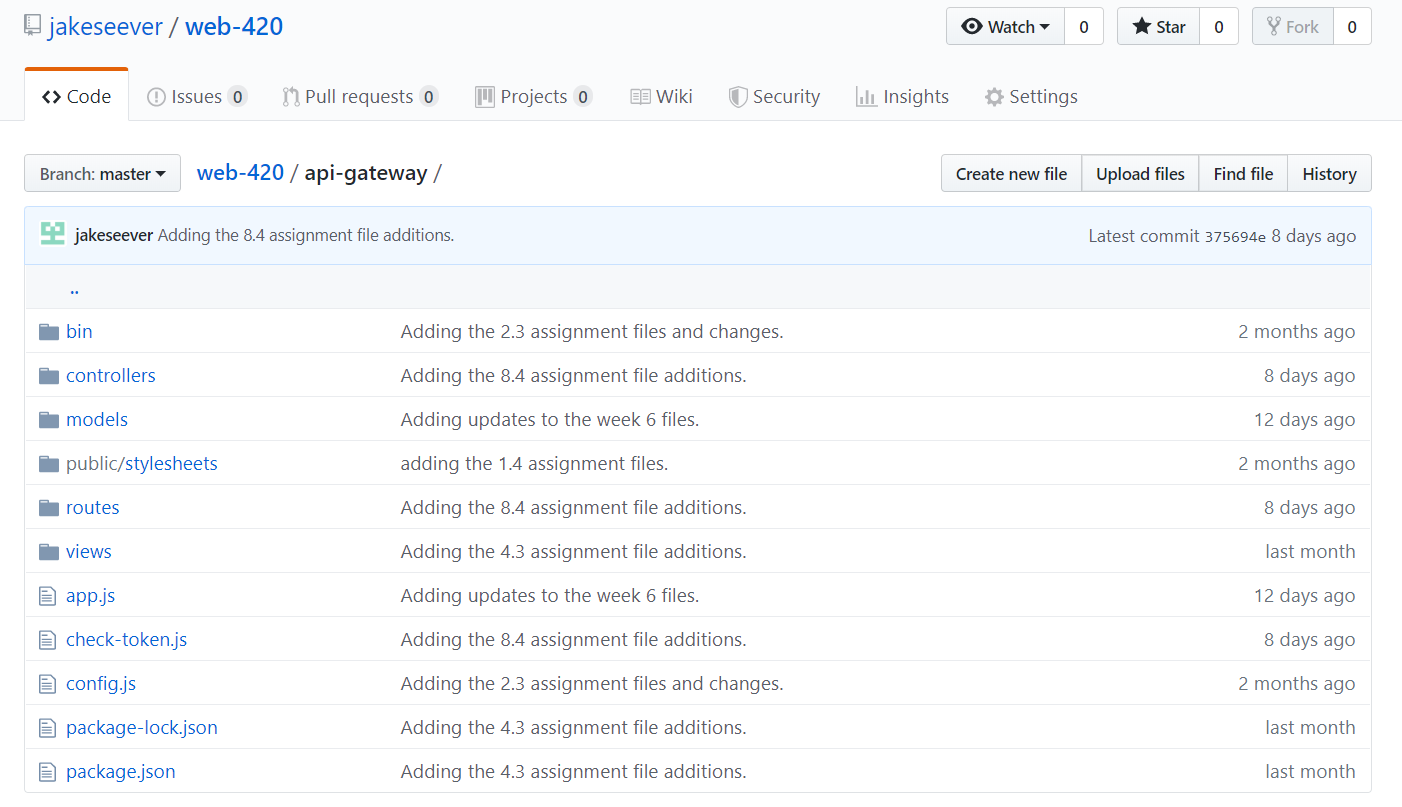 jakeseever / web-420 Watch 0 Star 0 Fork 0
Code Issues 0 Pull requests 0 Projects 0 Wiki Security Insights Settings
Branch: master web-420 / api-gateway / Create new file Upload files Find file History
jakeseever Adding the 8.4 assignment file additions. Latest commit 375694e 8 days ago
..
bin Adding the 2.3 assignment files and changes. 2 months ago
controllers Adding the 8.4 assignment file additions. 8 days ago
models Adding updates to the week 6 files. 12 days ago
public/stylesheets adding the 1.4 assignment files. 2 months ago
routes Adding the 8.4 assignment file additions. 8 days ago
views Adding the 4.3 assignment file additions. last month
app.js Adding updates to the week 6 files. 12 days ago
check-token.js Adding the 8.4 assignment file additions. 8 days ago
config.js Adding the 2.3 assignment files and changes. 2 months ago
package-lock.json Adding the 4.3 assignment file additions. last month
package.json Adding the 4.3 assignment file additions. last month